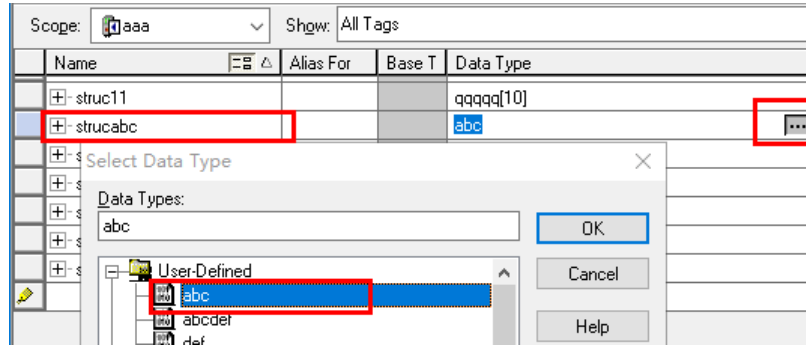 Scope: aaa Show: All Tags
Name Alias For Base T Data Type
struc11 qqqqq[10]
strucabc abc ...
s Select Data Type
s Data Types:
s abc OK
s
s User-Defined Cancel
abc
abcdef Help
def